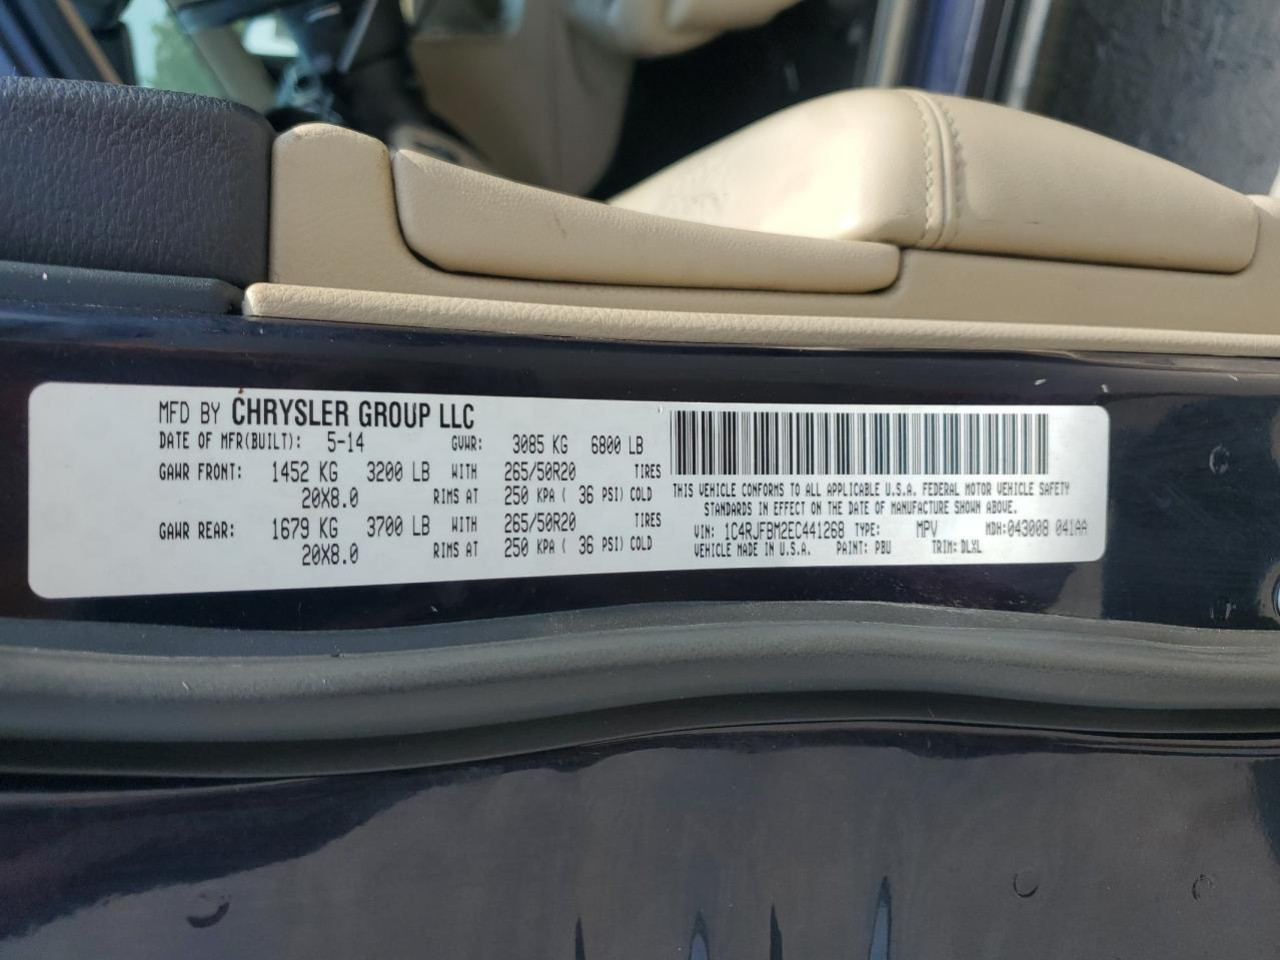 MFD BY CHRYSLER GROUP LLC
DATE OF MFR(BUILT): 5-14 GVWR: 3085 KG 6800 LB
GAWR FRONT: 1452 KG 3200 LB WITH 265/50R20 TIRES
20X8.0 RIMS AT 250 KPA ( 36 PSI) COLD
GAWR REAR: 1679 KG 3700 LB WITH 265/50R20 TIRES
20X8.0 RIMS AT 250 KPA ( 36 PSI) COLD
THIS VEHICLE CONFORMS TO ALL APPLICABLE U.S.A. FEDERAL MOTOR VEHICLE SAFETY
STANDARDS IN EFFECT ON THE DATE OF MANUFACTURE SHOWN ABOVE.
VIN: 1C4RJFBM2EC441268 TYPE: MPV MDH:043008 041AA
VEHICLE MADE IN U.S.A. PAINT: PBU TRIM: DLXL